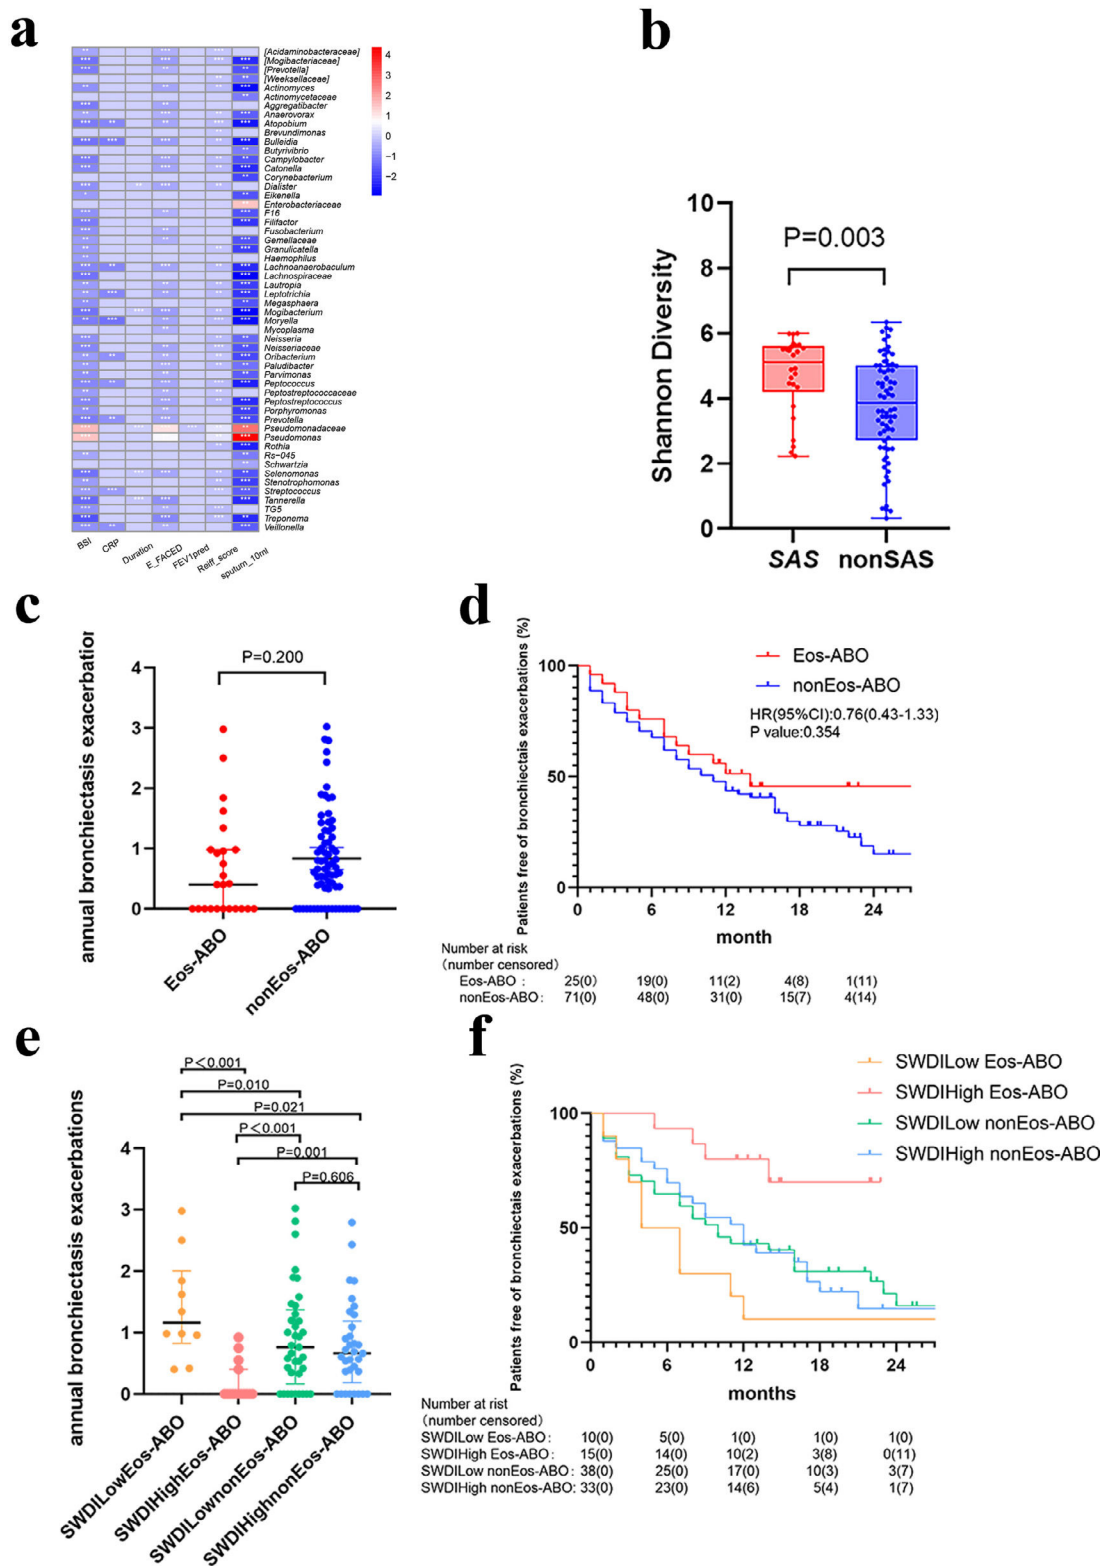 a
4
3
2
1
0
−1
−2
[Acidaminobacteraceae]
[Mogibacteriaceae]
[Prevotella]
[Weeksellaceae]
Actinomyces
Actinomycetaceae
Aggregatibacter
Anaerovorax
Atopobium
Brevundimonas
Bulleidia
Butyrivibrio
Campylobacter
Catonella
Corynebacterium
Dialister
Eikenella
Enterobacteriaceae
F16
Filifactor
Fusobacterium
Gemellaceae
Granulicatella
Haemophilus
Lachnoanaerobaculum
Lachnospiraceae
Lautropia
Leptotrichia
Megasphaera
Mogibacterium
Moryella
Mycoplasma
Neisseria
Neisseriaceae
Oribacterium
Paludibacter
Parvimonas
Peptococcus
Peptostreptococcaceae
Peptostreptococcus
Porphyromonas
Prevotella
Pseudomonadaceae
Pseudomonas
Rothia
Rs−045
Schwartzia
Selenomonas
Stenotrophomonas
Streptococcus
Tannerella
TG5
Treponema
Veillonella
BSI
CRP
Duration
E_FACED
FEV1pred
Reiff_score
sputum_10ml
b
Shannon Diversity
10
8
6
4
2
0
P=0.003
SAS
nonSAS
c
annual bronchiectasis exacerbation
4
3
2
1
0
P=0.200
Eos-ABO
nonEos-ABO
d
Patients free of bronchiectais exacerbations (%)
100
50
0
Eos-ABO
nonEos-ABO
HR(95%CI):0.76(0.43-1.33)
P value:0.354
0 6 12 18 24
month
Number at risk
(number censored)
Eos-ABO : 25(0) 19(0) 11(2) 4(8) 1(11)
nonEos-ABO: 71(0) 48(0) 31(0) 15(7) 4(14)
e
annual bronchiectasis exacerbations
P<0.001
P=0.010
P=0.021
P<0.001
P=0.001
P=0.606
4
3
2
1
0
SWDILowEos-ABO
SWDIHighEos-ABO
SWDILownonEos-ABO
SWDIHighnonEos-ABO
f
Patients free of bronchiectais exacerbations (%)
SWDILow Eos-ABO
SWDIHigh Eos-ABO
SWDILow nonEos-ABO
SWDIHigh nonEos-ABO
100
50
0
0 6 12 18 24
months
Number at rist
(number censored)
SWDILow Eos-ABO: 10(0) 5(0) 1(0) 1(0) 1(0)
SWDIHigh Eos-ABO: 15(0) 14(0) 10(2) 3(8) 0(11)
SWDILow nonEos-ABO: 38(0) 25(0) 17(0) 10(3) 3(7)
SWDIHigh nonEos-ABO: 33(0) 23(0) 14(6) 5(4) 1(7)